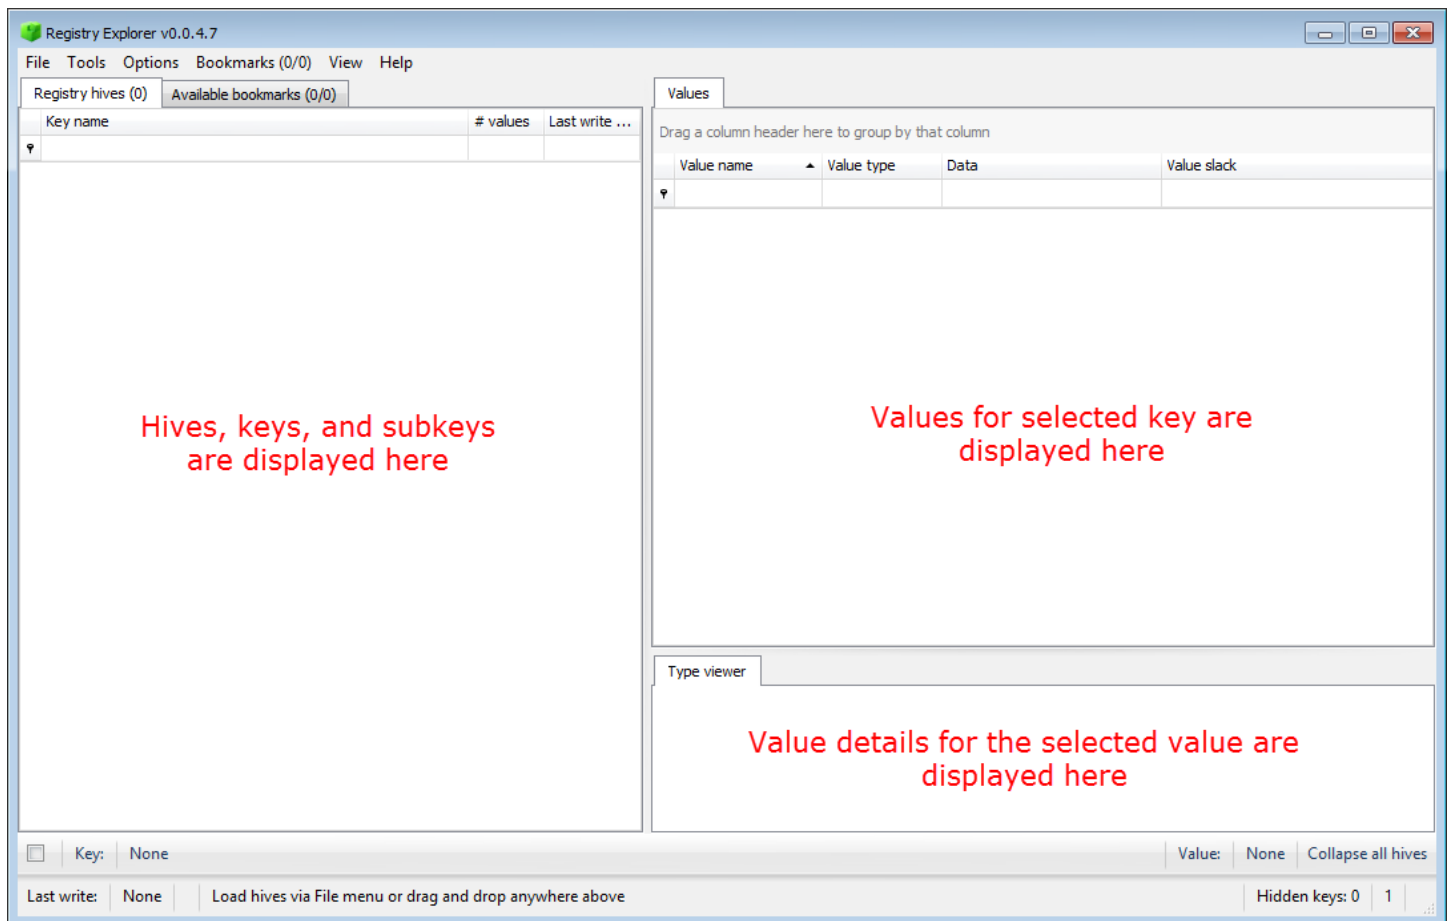 Registry Explorer v0.0.4.7
File Tools Options Bookmarks (0/0) View Help
Registry hives (0) Available bookmarks (0/0)
Key name # values Last write ...
Hives, keys, and subkeys
are displayed here
Values
Drag a column header here to group by that column
Value name Value type Data Value slack
Values for selected key are
displayed here
Type viewer
Value details for the selected value are
displayed here
Key: None Value: None Collapse all hives
Last write: None Load hives via File menu or drag and drop anywhere above Hidden keys: 0 1